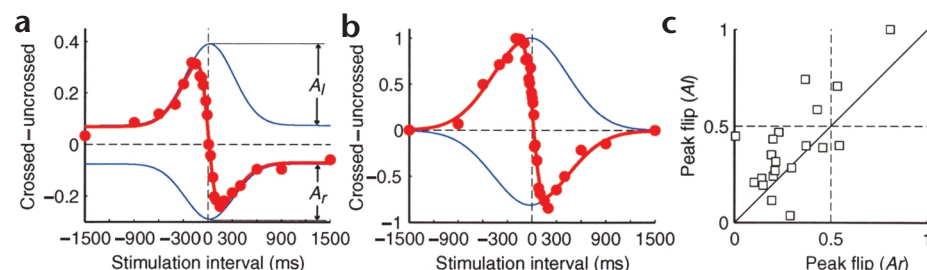 a
Crossed–uncrossed
0.4
0.2
0
−0.2
Al
Ar
−1500 −900 −300 0 300 900 1500
Stimulation interval (ms)
b
Crossed–uncrossed
1
0.5
0
−0.5
−1
−1500 −900 −300 0 300 900 1500
Stimulation interval (ms)
c
Peak flip (Al)
1
0.5
0
0 0.5 1
Peak flip (Ar)